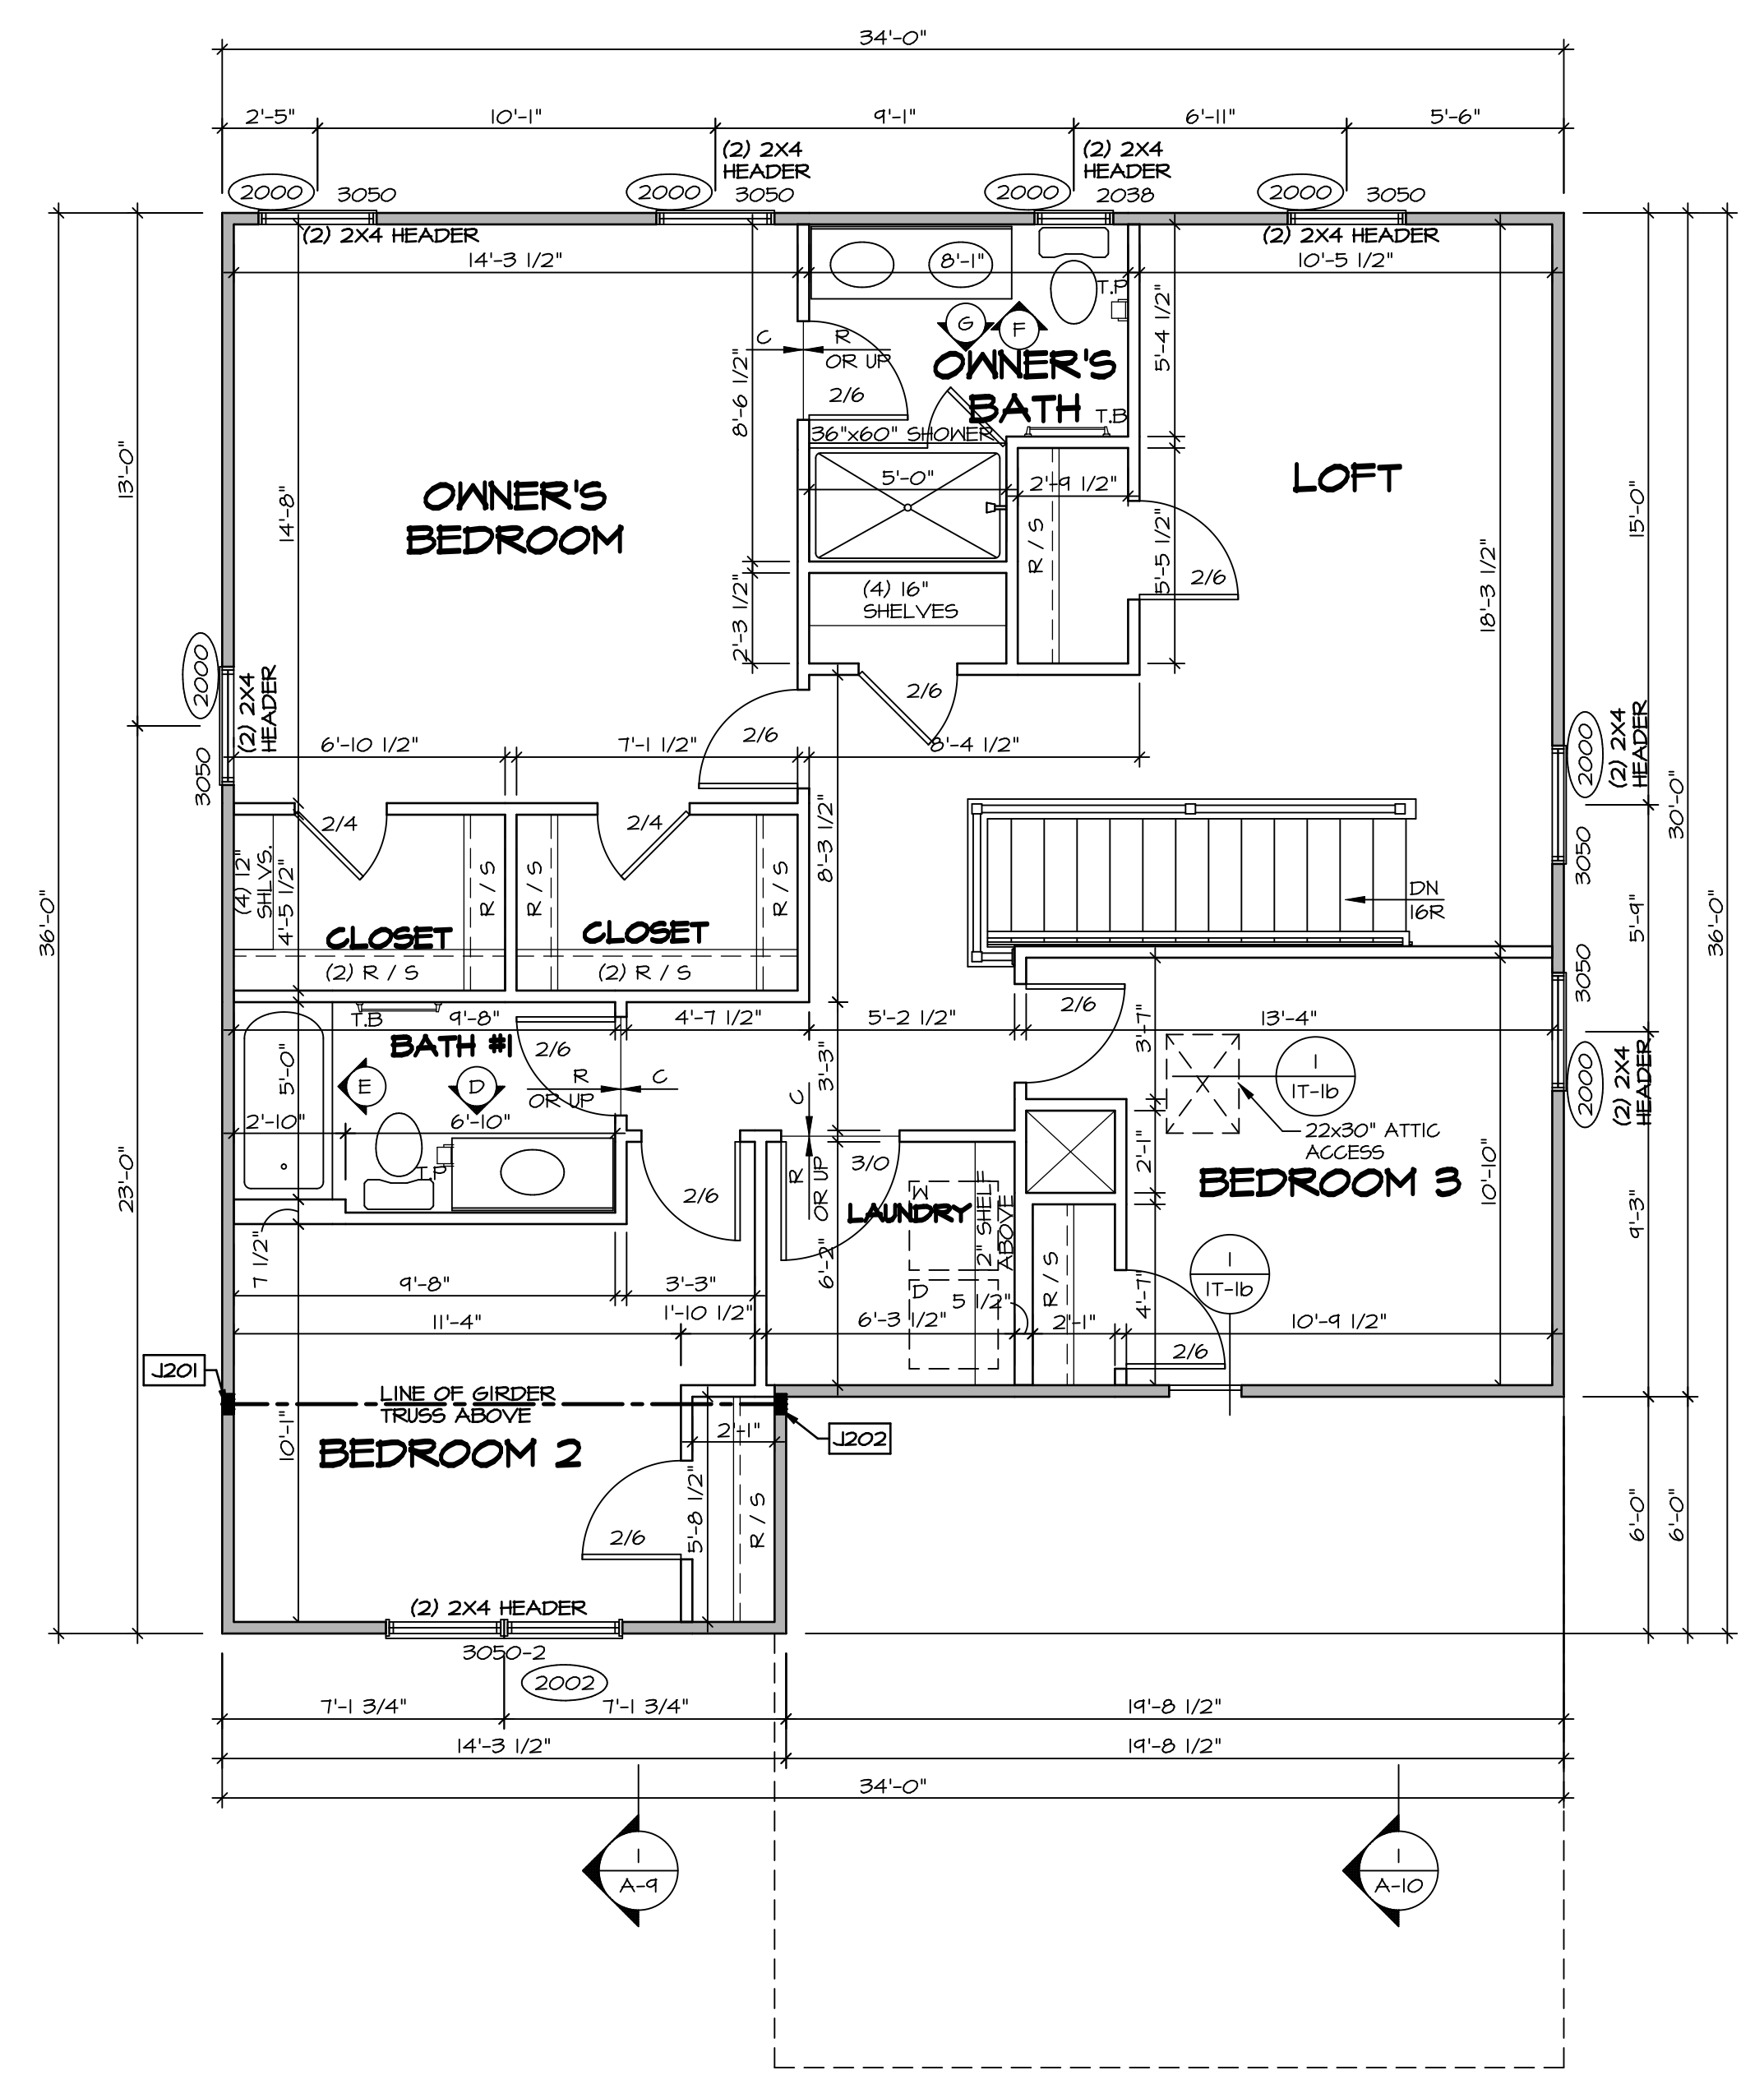 34'-0"
2'-5"
10'-1"
9'-1"
6'-11"
5'-6"
(2) 2X4
HEADER
(2) 2X4
HEADER
2000
3050
2000
3050
2000
2038
2000
3050
(2) 2X4 HEADER
(2) 2X4 HEADER
14'-3 1/2"
8'-1"
10'-5 1/2"
T.P
G
F
C
R
OR UP
2/6
OWNER'S
BATH
T.B
5'-4 1/2"
8'-6 1/2"
36"x60" SHOWER
5'-0"
2'-9 1/2"
LOFT
OWNER'S
BEDROOM
14'-8"
13'-0"
R / S
5'-5 1/2"
2/6
18'-3 1/2"
15'-0"
(4) 16"
SHELVES
2'-3 1/2"
2/6
2000
(2) 2X4
HEADER
3050
6'-10 1/2"
7'-1 1/2"
2/6
8'-4 1/2"
2000
(2) 2X4
HEADER
30'-0"
3050
2/4
2/4
(4) 12"
SHLVS.
4'-5 1/2"
R / S
R / S
R / S
8'-3 1/2"
CLOSET
CLOSET
(2) R / S
(2) R / S
DN
16R
36'-0"
5'-9"
36'-0"
3050
T.B
9'-8"
4'-7 1/2"
5'-2 1/2"
2/6
13'-4"
BATH #1
2/6
3'-7"
5'-0"
E
D
R
OR UP
C
3'-3"
C
1
1T-1b
2000
(2) 2X4
HEADER
2'-10"
6'-10"
22x30" ATTIC
ACCESS
T.P
2/6
R
OR UP
3/0
2'-1"
BEDROOM 3
10'-10"
23'-0"
W
LAUNDRY
ABOVE
9'-3"
7 1/2"
9'-8"
3'-3"
6'-2"
D
5 1/2"
R / S
4'-7"
1
1T-1b
11'-4"
1'-10 1/2"
6'-3 1/2"
2'-1"
10'-9 1/2"
2/6
J201
LINE OF GIRDER
TRUSS ABOVE
10'-1"
BEDROOM 2
2'-1"
J202
5'-8 1/2"
R / S
2/6
6'-0"
6'-0"
(2) 2X4 HEADER
3050-2
2002
7'-1 3/4"
7'-1 3/4"
19'-8 1/2"
14'-3 1/2"
19'-8 1/2"
34'-0"
1
A-9
1
A-10